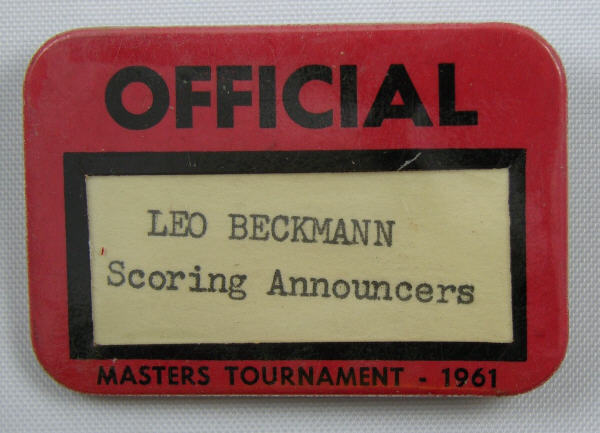 OFFICIAL
LEO BECKMANN
Scoring Announcers
MASTERS TOURNAMENT - 1961